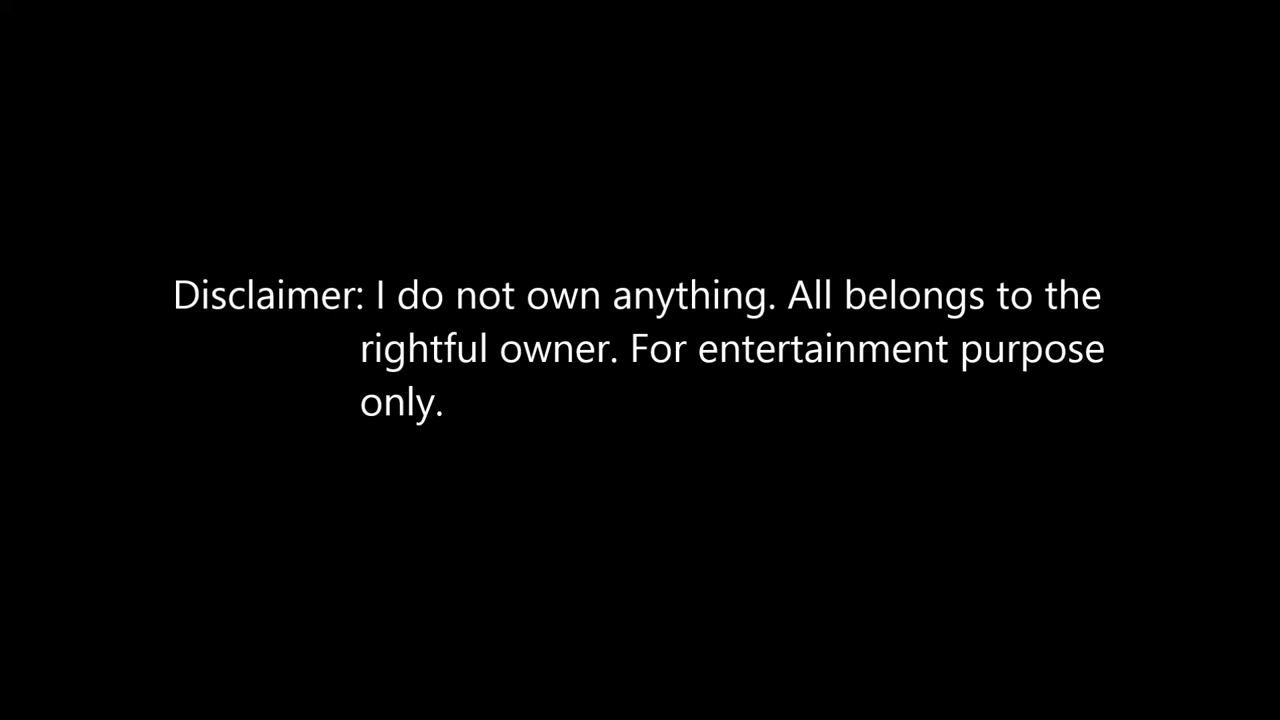 Disclaimer: I do not own anything. All belongs to the
rightful owner. For entertainment purpose
only.